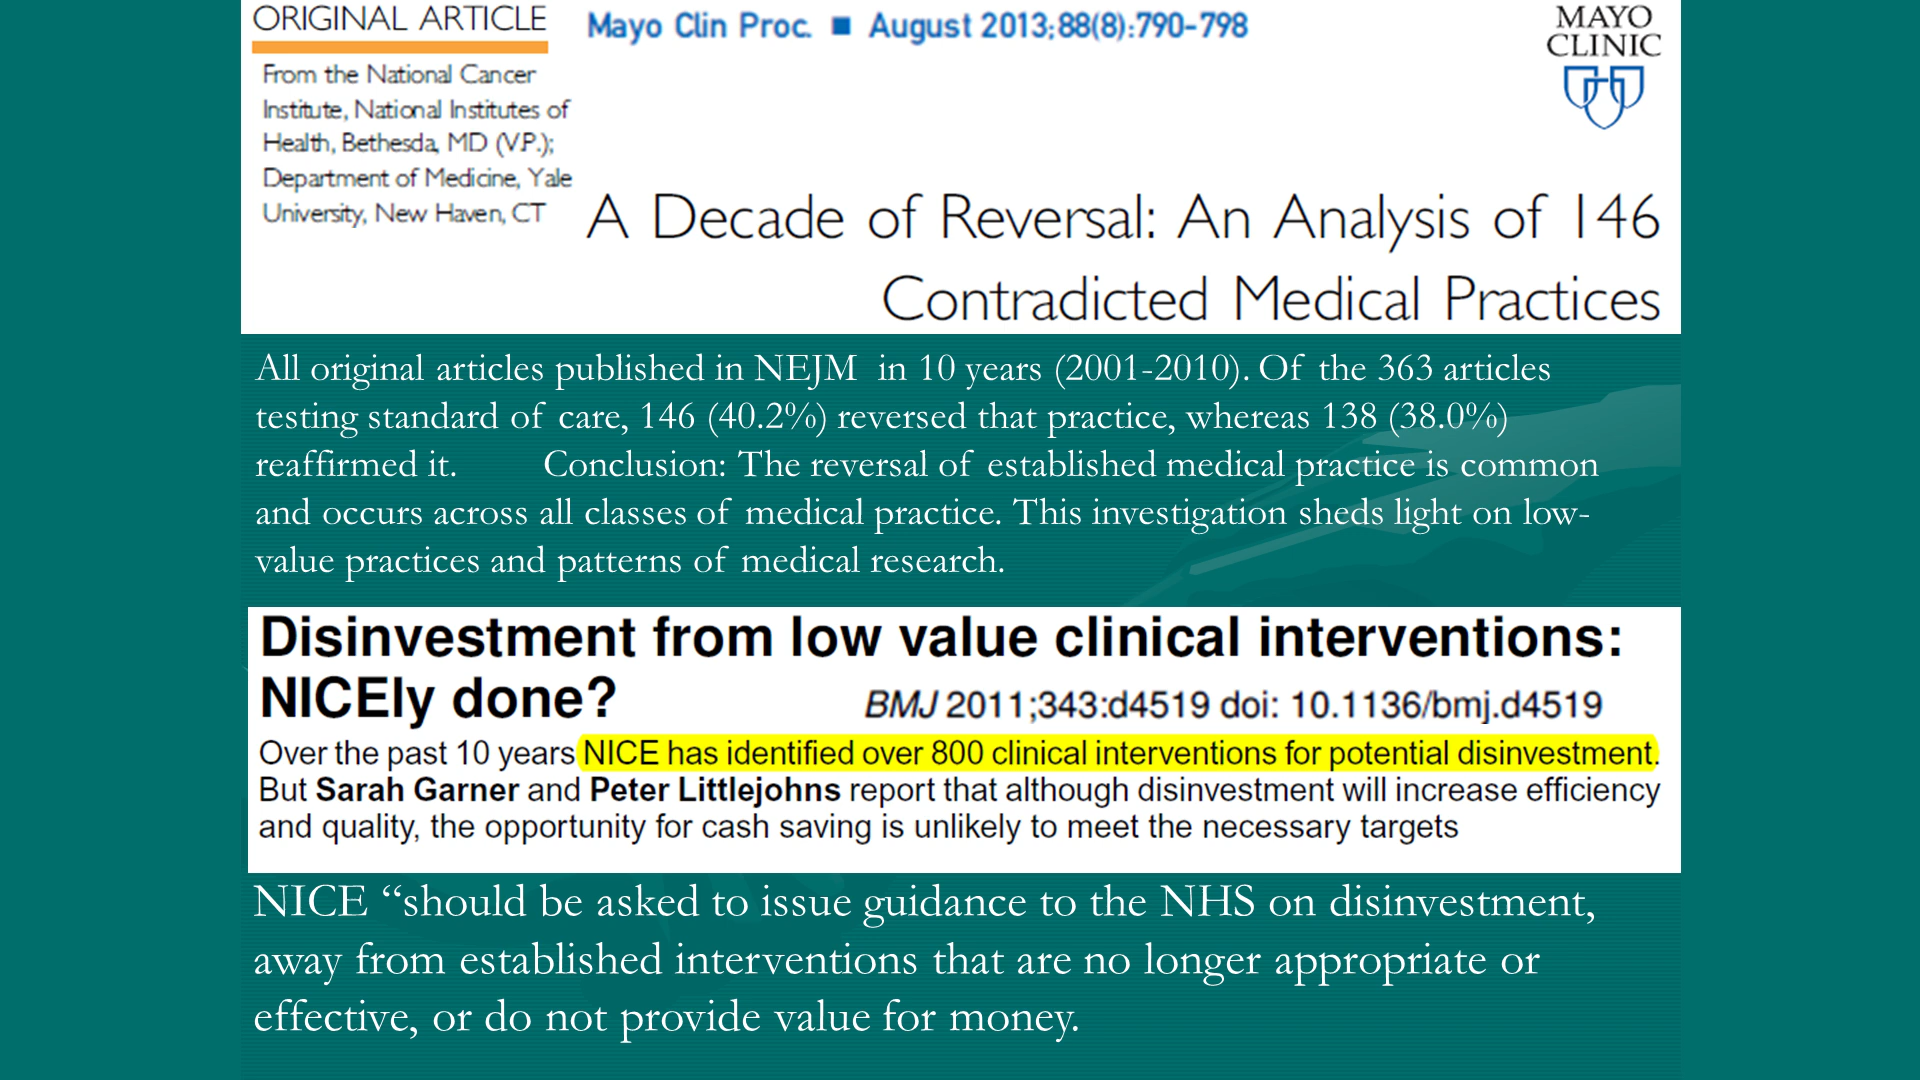 ORIGINAL ARTICLE
Mayo Clin Proc. ■ August 2013;88(8):790-798
MAYO
CLINIC
From the National Cancer
Institute, National Institutes of
Health, Bethesda, MD (V.P.);
Department of Medicine, Yale
University, New Haven, CT
A Decade of Reversal: An Analysis of 146
Contradicted Medical Practices
All original articles published in NEJM in 10 years (2001-2010). Of the 363 articles
testing standard of care, 146 (40.2%) reversed that practice, whereas 138 (38.0%)
reaffirmed it. Conclusion: The reversal of established medical practice is common
and occurs across all classes of medical practice. This investigation sheds light on low-
value practices and patterns of medical research.
Disinvestment from low value clinical interventions:
NICEly done?
BMJ 2011;343:d4519 doi: 10.1136/bmj.d4519
Over the past 10 years NICE has identified over 800 clinical interventions for potential disinvestment.
But Sarah Garner and Peter Littlejohns report that although disinvestment will increase efficiency
and quality, the opportunity for cash saving is unlikely to meet the necessary targets
NICE “should be asked to issue guidance to the NHS on disinvestment,
away from established interventions that are no longer appropriate or
effective, or do not provide value for money.